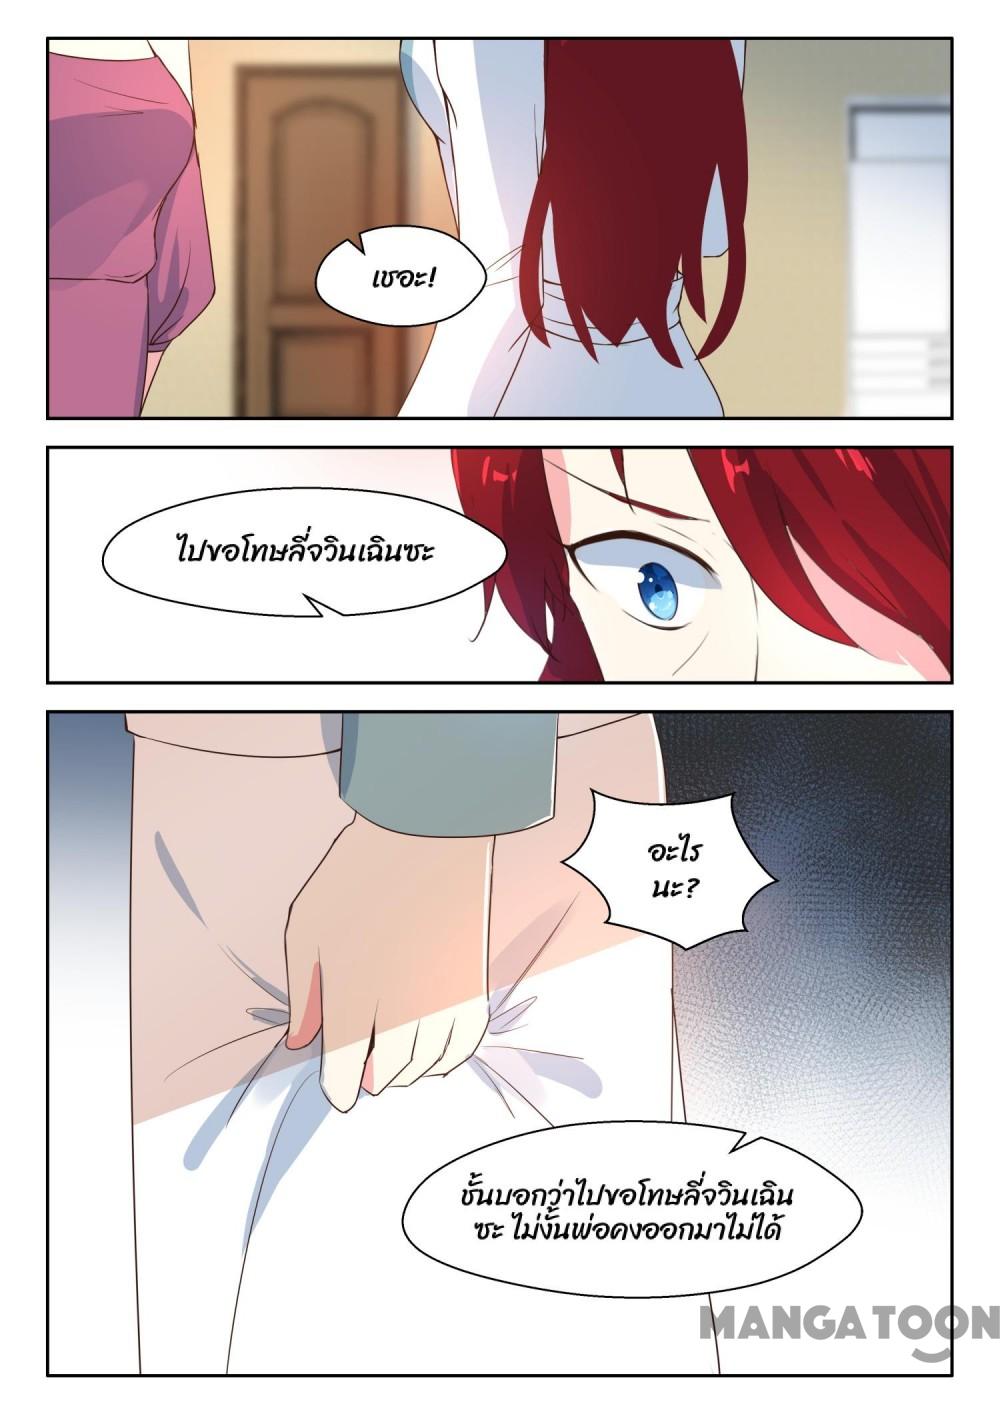 เชอะ!
ไปขอโทษลี่จวินเฉินซะ
อะไร
นะ?
ชั้นบอกว่าไปขอโทษลี่จวินเฉิน
ซะ ไม่งั้นพ่อคงออกมาไม่ได้
MANGATOON